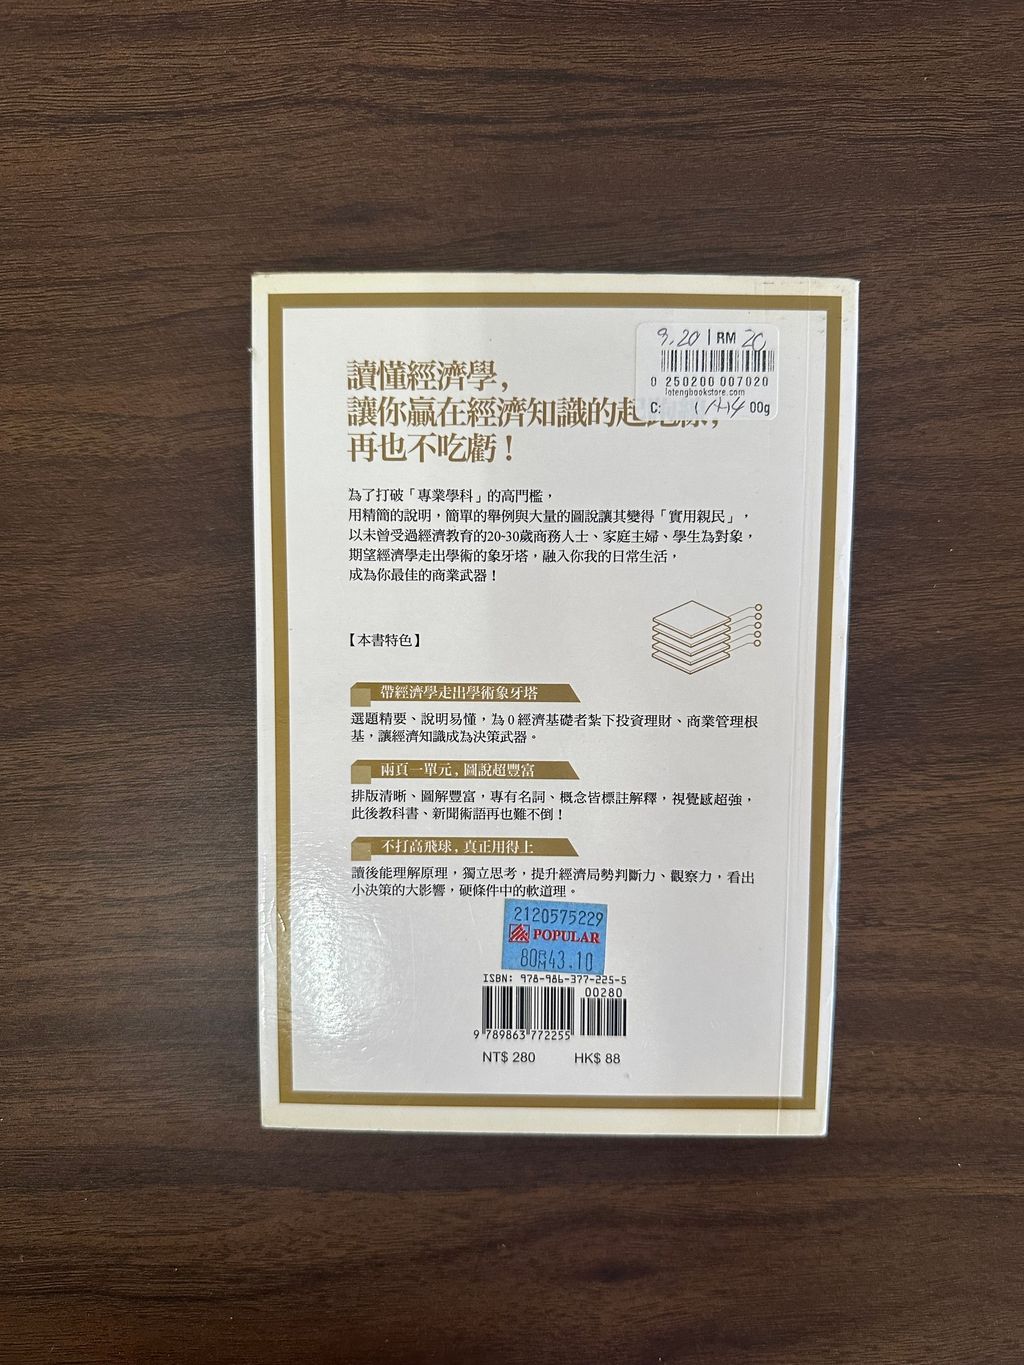 9.20 | RM 20
0 250200 007020
lotengbookstore.com
C: 00g
讀懂經濟學,
讓你贏在經濟知識的起跑線,
再也不吃虧!
為了打破「專業學科」的高門檻,
用精簡的說明,簡單的舉例與大量的圖說讓其變得「實用親民」,
以未曾受過經濟教育的20~30歲商務人士、家庭主婦、學生為對象,
期望經濟學走出學術的象牙塔,融入你我的日常生活,
成為你最佳的商業武器!
【本書特色】
帶經濟學走出學術象牙塔
選題精要、說明易懂,為0經濟基礎者紮下投資理財、商業管理根
基,讓經濟知識成為決策武器。
兩頁一單元,圖說超豐富
排版清晰、圖解豐富,專有名詞、概念皆標註解釋,視覺感超強,
此後教科書、新聞術語再也難不倒!
不打高飛球,真正用得上
讀後能理解原理,獨立思考,提升經濟局勢判斷力、觀察力,看出
小決策的大影響,硬條件中的軟道理。
2120575229
POPULAR
80RM43.10
ISBN: 978-986-377-225-5
00280
9 789863 772255
NT$ 280 HK$ 88